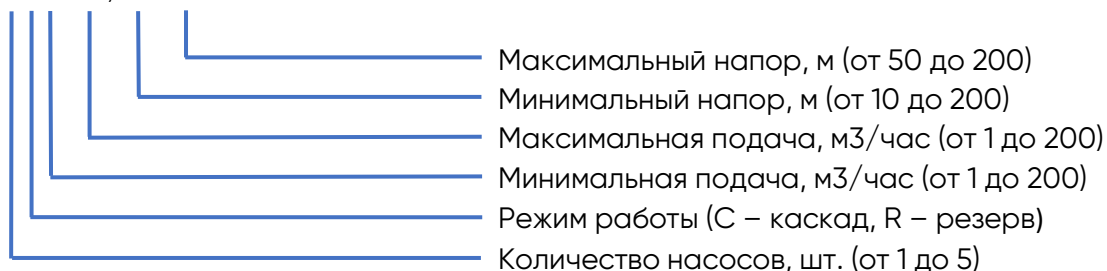 Максимальный напор, м (от 50 до 200)
Минимальный напор, м (от 10 до 200)
Максимальная подача, м3/час (от 1 до 200)
Минимальная подача, м3/час (от 1 до 200)
Режим работы (C – каскад, R – резерв)
Количество насосов, шт. (от 1 до 5)